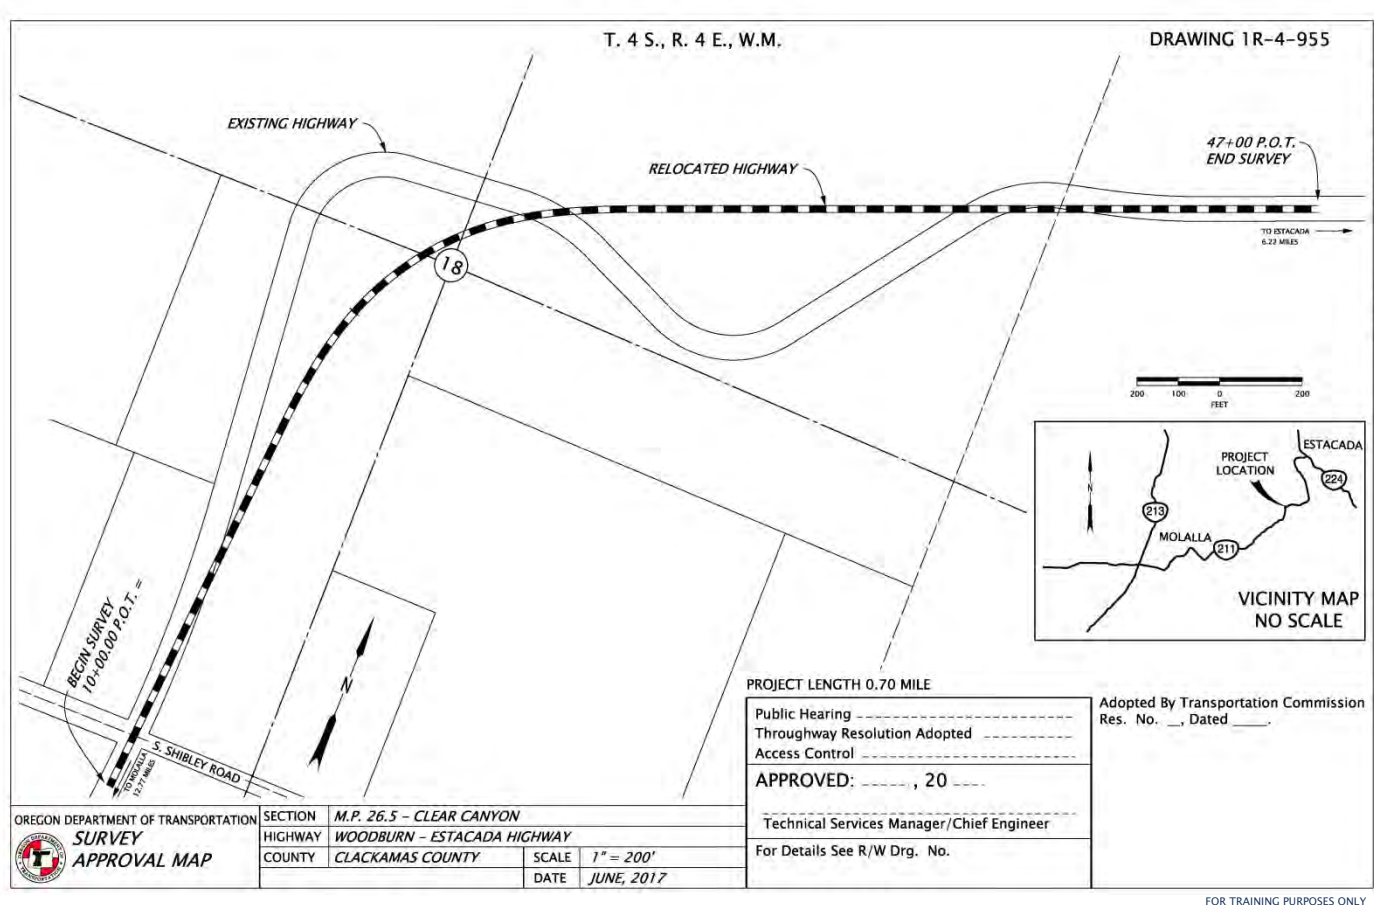 T. 4 S., R. 4 E., W.M.
DRAWING 1R-4-955
EXISTING HIGHWAY
RELOCATED HIGHWAY
47+00 P.O.T.
END SURVEY
TO ESTACADA
6.22 MILES
18
200 100 0 200
FEET
ESTACADA
PROJECT
LOCATION
224
N
213
MOLALLA
211
VICINITY MAP
NO SCALE
BEGIN SURVEY
10+00.00 P.O.T. =
N
S. SHIBLEY ROAD
TO MOLALLA
12.77 MILES
PROJECT LENGTH 0.70 MILE
Public Hearing
Throughway Resolution Adopted
Access Control
APPROVED: , 20
Technical Services Manager/Chief Engineer
For Details See R/W Drg. No.
Adopted By Transportation Commission
Res. No. __, Dated ____.
OREGON DEPARTMENT OF TRANSPORTATION
SURVEY
APPROVAL MAP
SECTION M.P. 26.5 - CLEAR CANYON
HIGHWAY WOODBURN - ESTACADA HIGHWAY
COUNTY CLACKAMAS COUNTY
SCALE 1" = 200'
DATE JUNE, 2017
FOR TRAINING PURPOSES ONLY